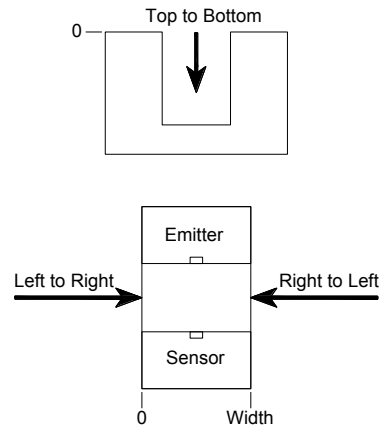 Top to Bottom
0
Emitter
Left to Right
Right to Left
Sensor
0
Width